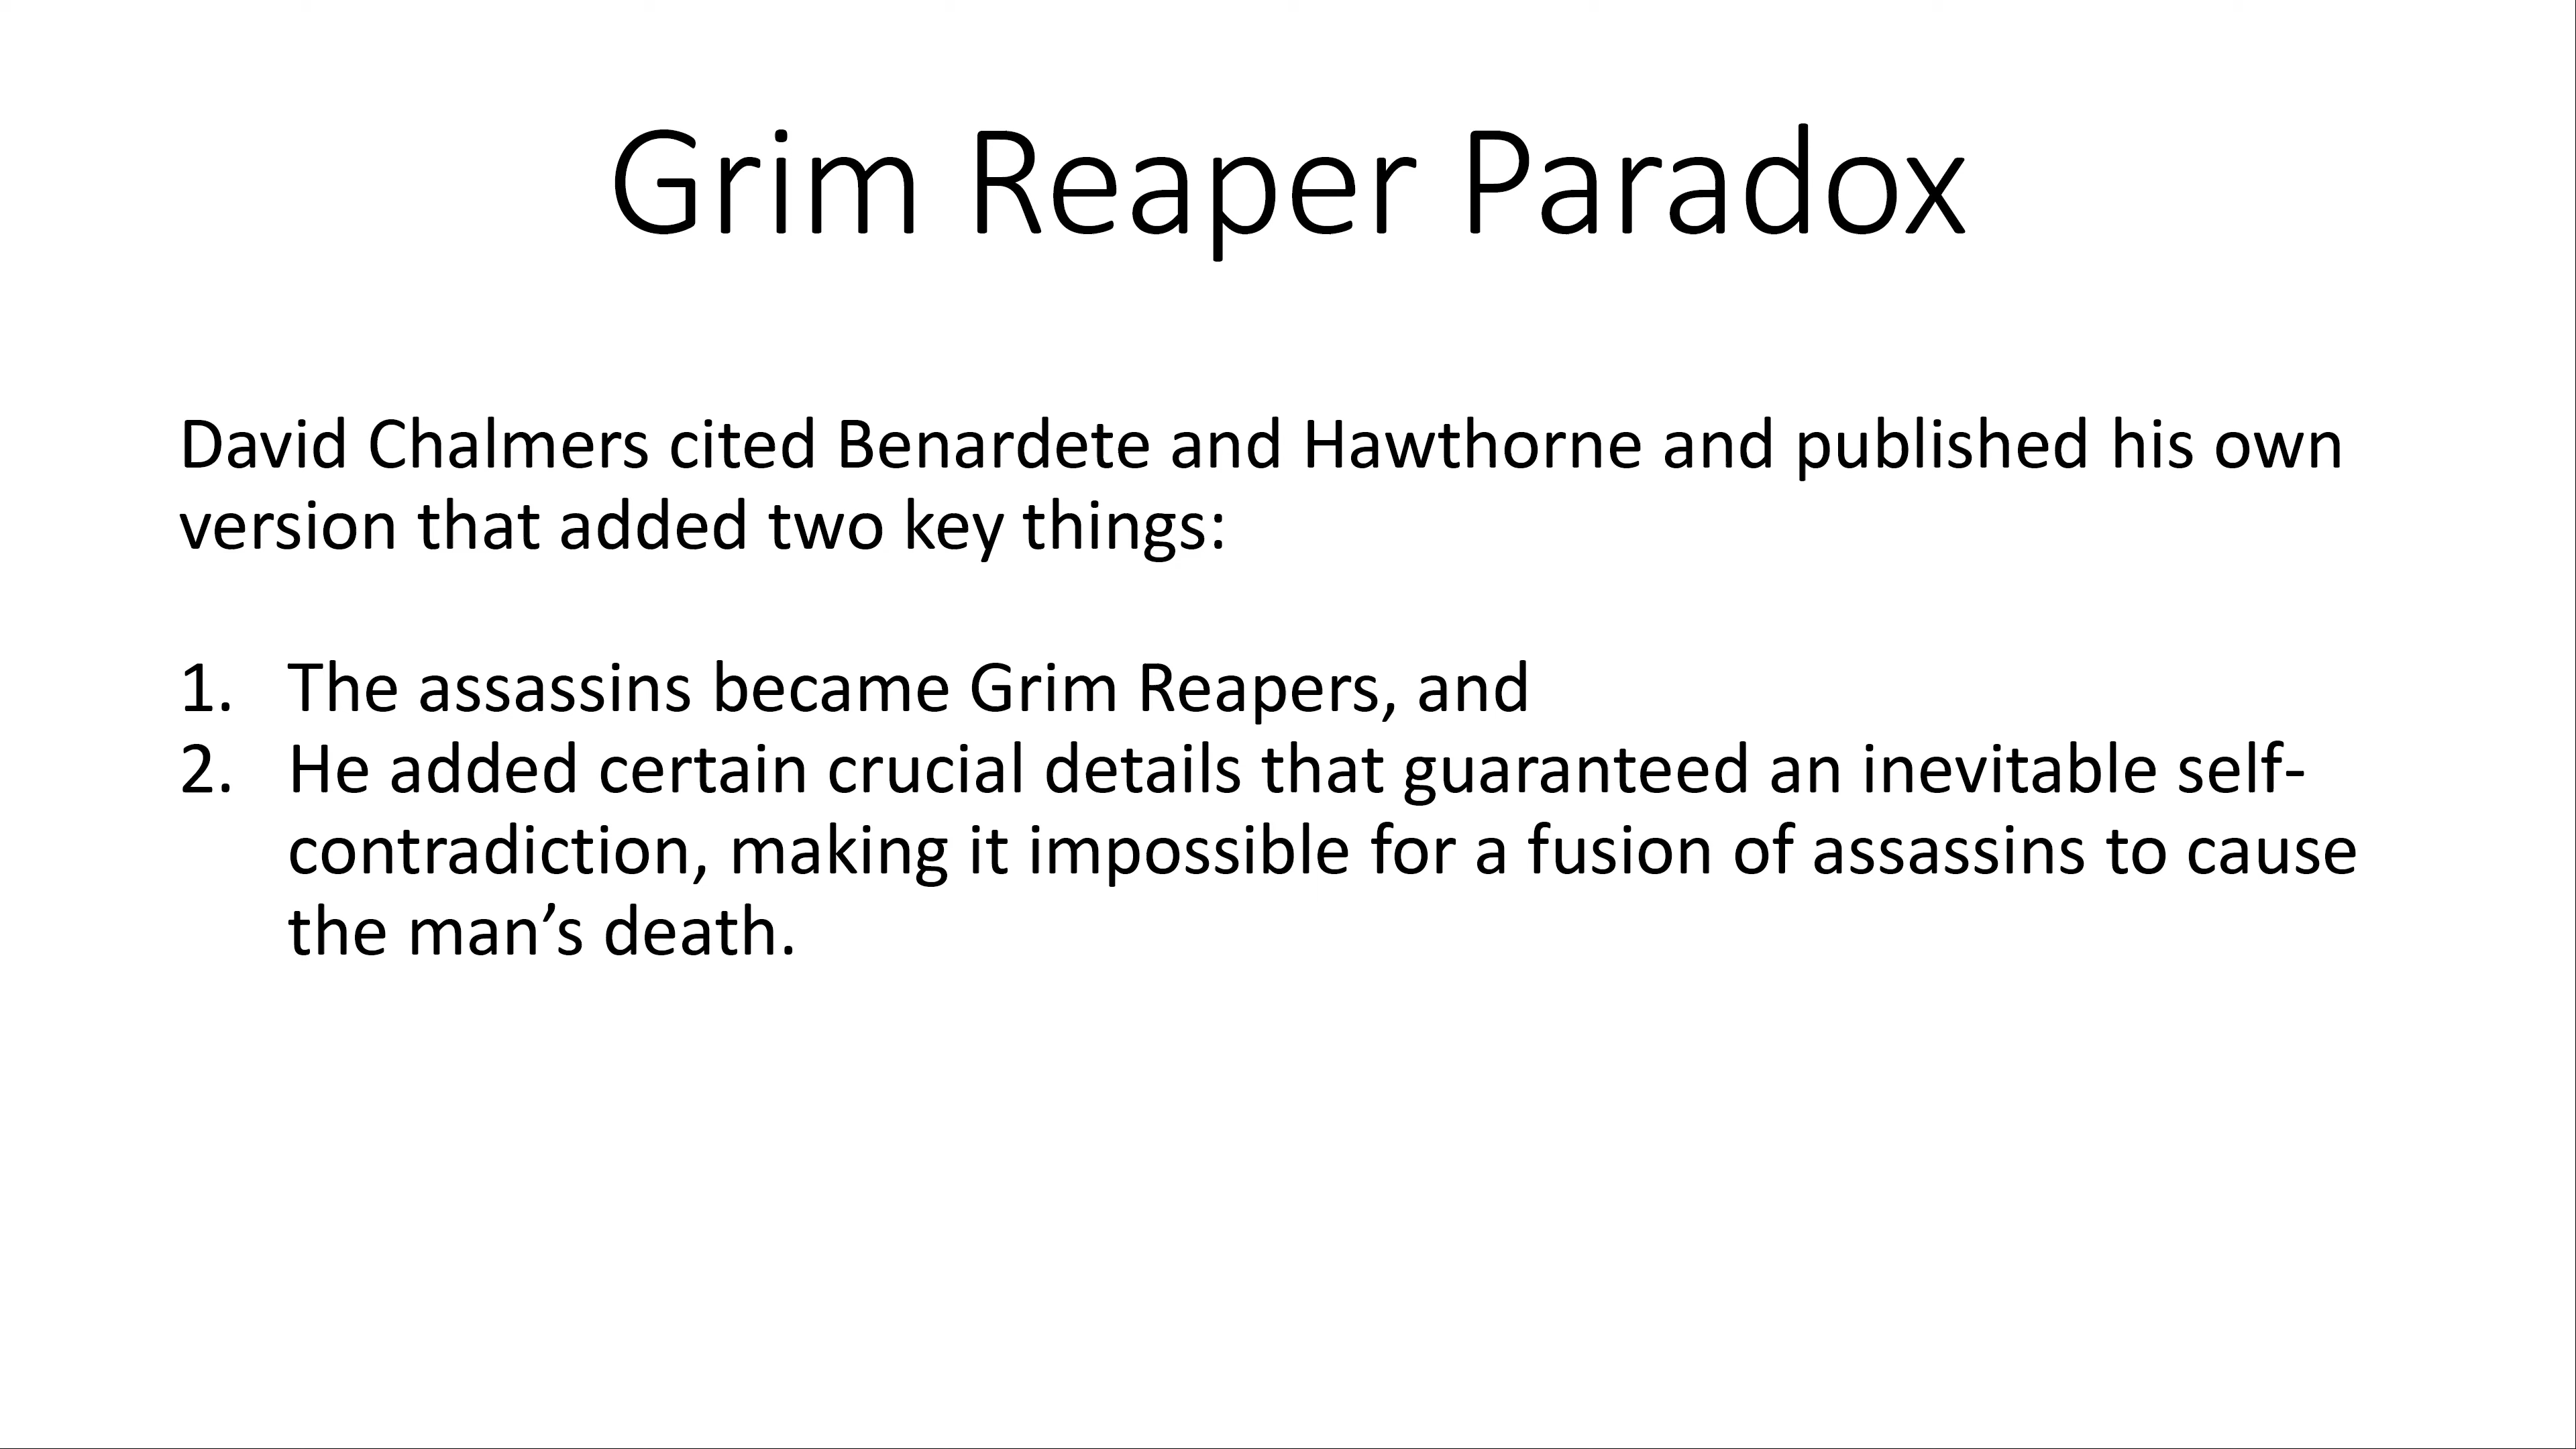 Grim Reaper Paradox
David Chalmers cited Benardete and Hawthorne and published his own
version that added two key things:
1. The assassins became Grim Reapers, and
2. He added certain crucial details that guaranteed an inevitable self-
contradiction, making it impossible for a fusion of assassins to cause
the man’s death.